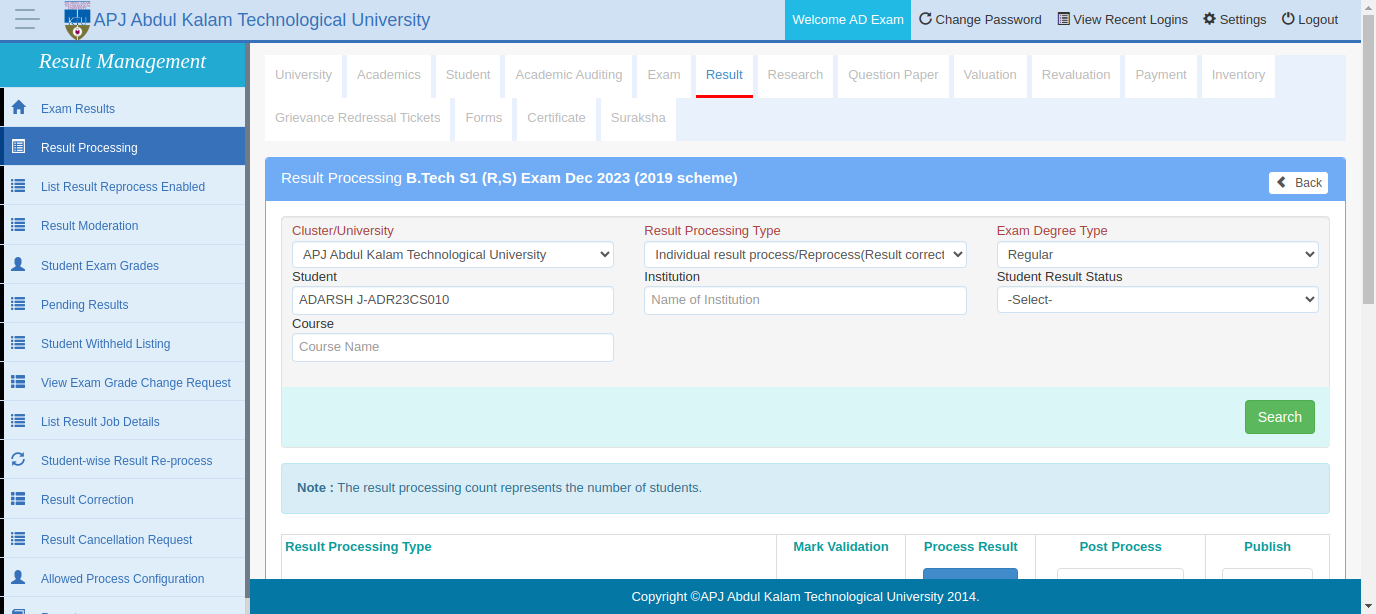 APJ Abdul Kalam Technological University
Welcome AD Exam Change Password View Recent Logins Settings Logout
Result Management
Exam Results
Result Processing
List Result Reprocess Enabled
Result Moderation
Student Exam Grades
Pending Results
Student Withheld Listing
View Exam Grade Change Request
List Result Job Details
Student-wise Result Re-process
Result Correction
Result Cancellation Request
Allowed Process Configuration
University Academics Student Academic Auditing Exam Result Research Question Paper Valuation Revaluation Payment Inventory
Grievance Redressal Tickets Forms Certificate Suraksha
Result Processing B.Tech S1 (R,S) Exam Dec 2023 (2019 scheme)
Back
Cluster/University Result Processing Type Exam Degree Type
APJ Abdul Kalam Technological University Individual result process/Reprocess(Result correct Regular
Student Institution Student Result Status
ADARSH J-ADR23CS010 Name of Institution -Select-
Course
Course Name
Search
Note : The result processing count represents the number of students.
Result Processing Type Mark Validation Process Result Post Process Publish
Copyright ©APJ Abdul Kalam Technological University 2014.